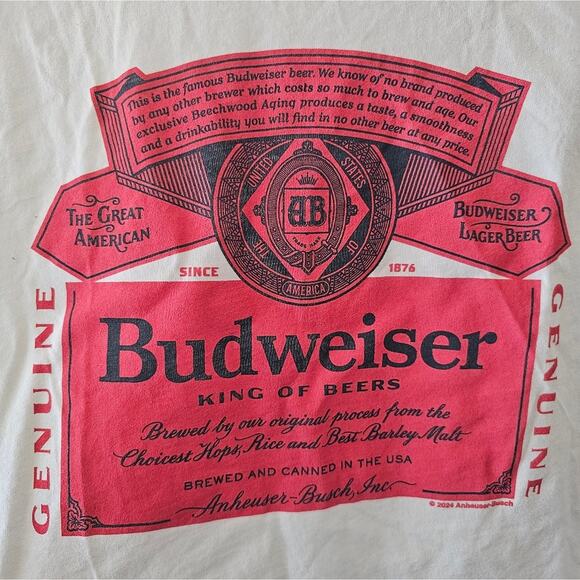 This is the famous Budweiser beer. We know of no brand produced
by any other brewer which costs so much to brew and age. Our
exclusive Beechwood Aging produces a taste, a smoothness
and a drinkability you will find in no other beer at any price.
THE GREAT
AMERICAN
BUDWEISER
LAGER BEER
UNITED
STATES
OF
AMERICA
THE
AB
TRADE MARK
SINCE
1876
GENUINE
GENUINE
Budweiser
KING OF BEERS
Brewed by our original process from the
Choicest Hops, Rice and Best Barley Malt
BREWED AND CANNED IN THE USA
Anheuser-Busch, Inc.
© 2024 Anheuser-Busch